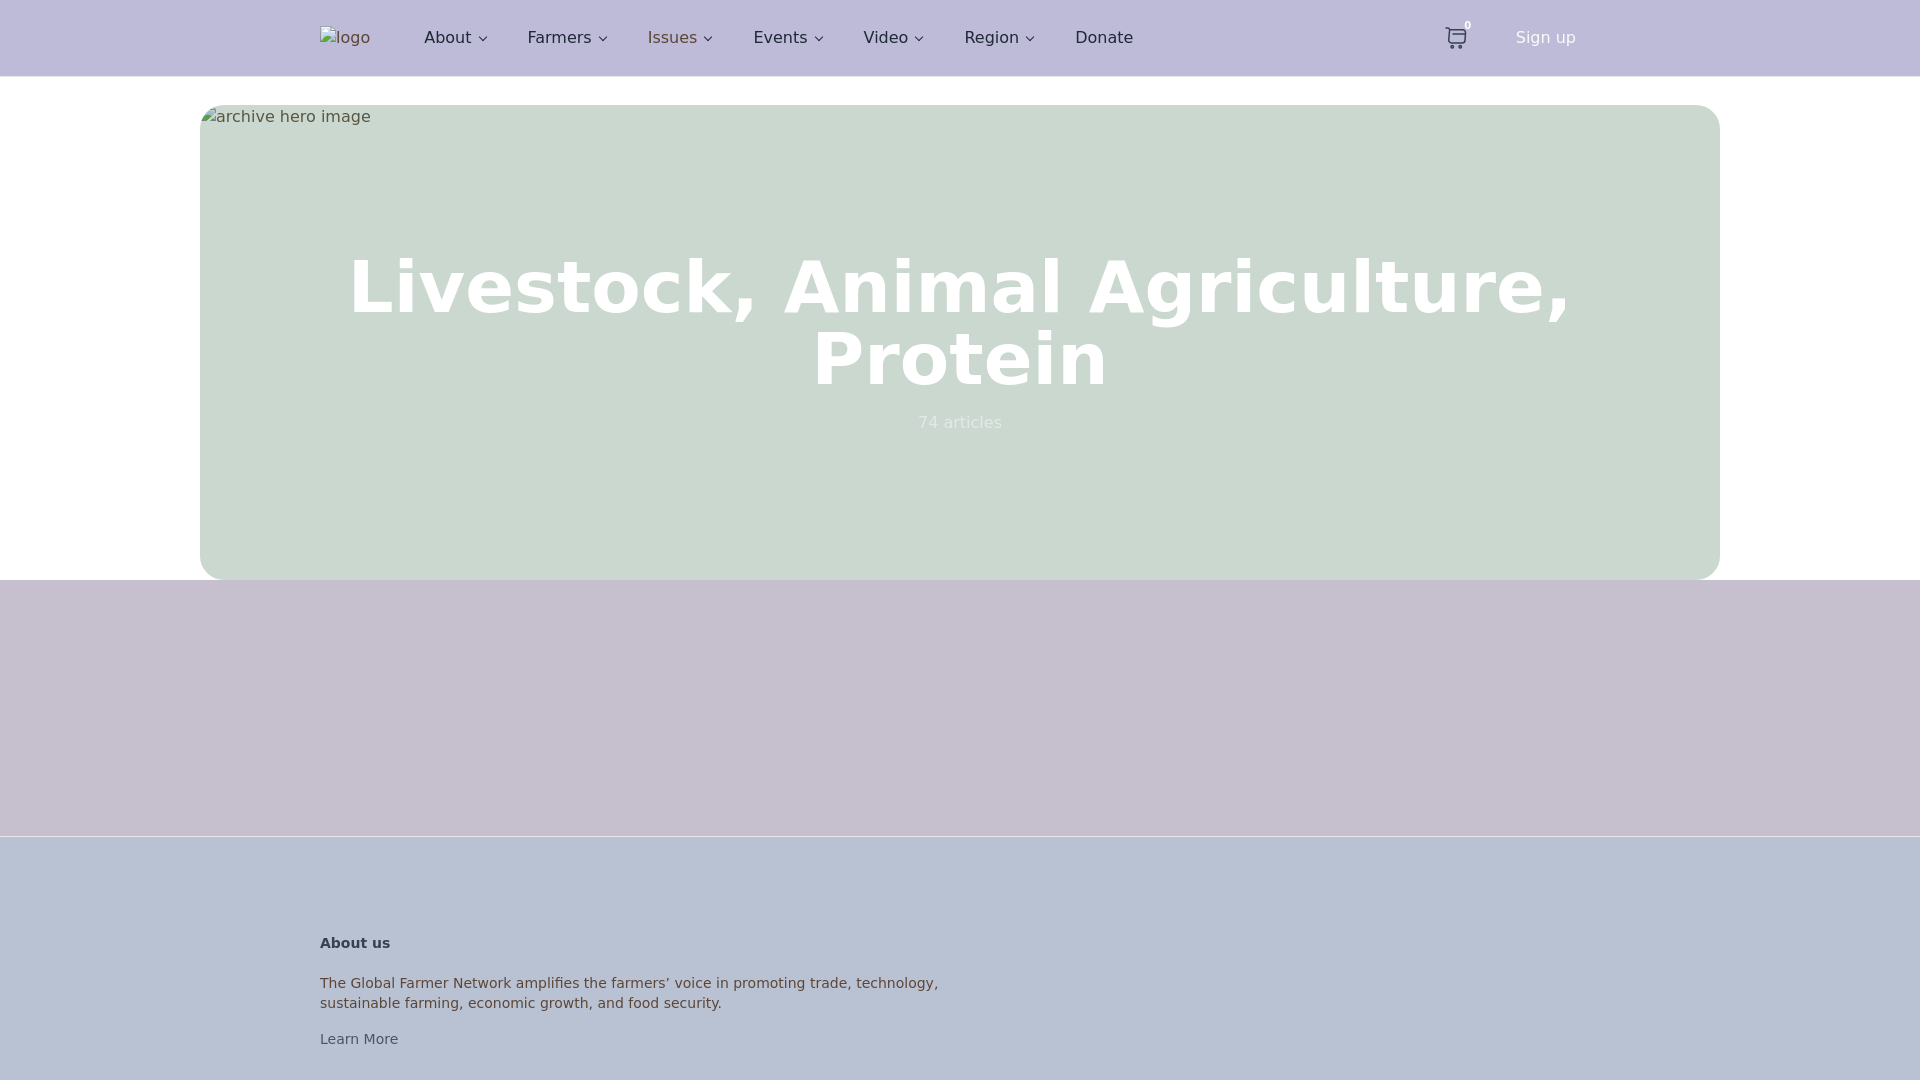 logo
About
Farmers
Issues
Events
Video
Region
Donate
0
Sign up
archive hero image
Livestock, Animal Agriculture,
Protein
74 articles
About us
The Global Farmer Network amplifies the farmers’ voice in promoting trade, technology,
sustainable farming, economic growth, and food security.
Learn More